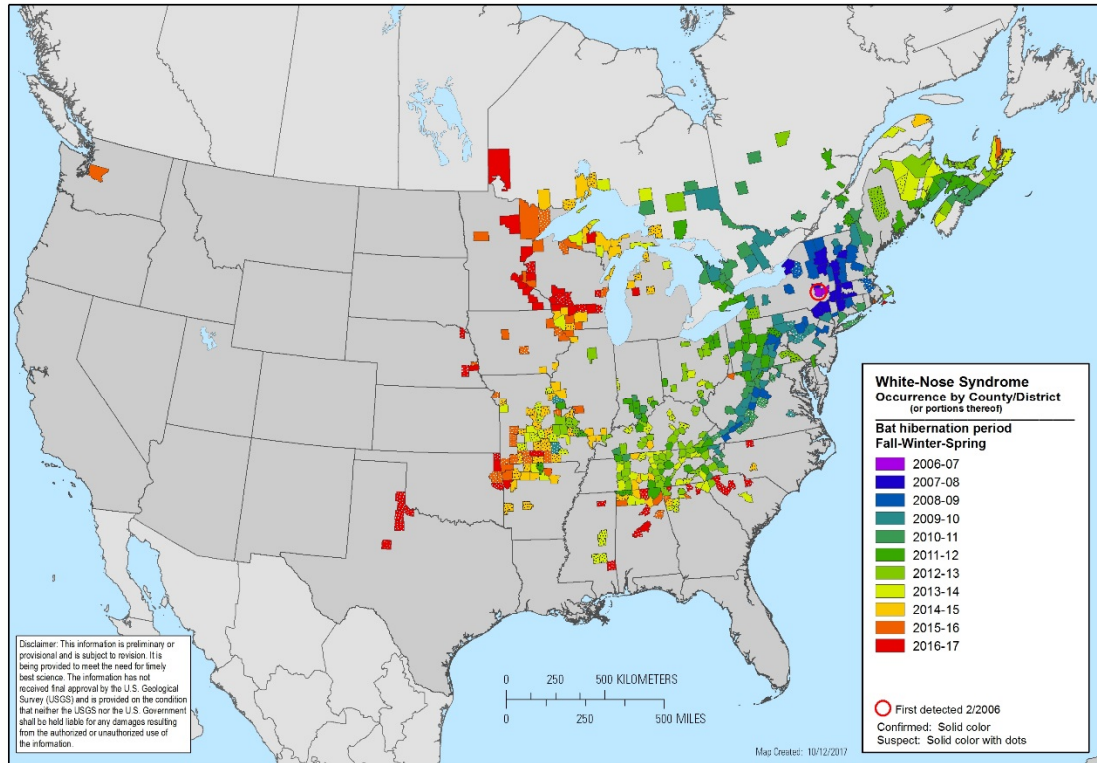 White-Nose Syndrome
Occurrence by County/District
(or portions thereof)
Bat hibernation period
Fall-Winter-Spring
2006-07
2007-08
2008-09
2009-10
2010-11
2011-12
2012-13
2013-14
2014-15
2015-16
2016-17
First detected 2/2006
Confirmed: Solid color
Suspect: Solid color with dots
Disclaimer: This information is preliminary or
provisional and is subject to revision. It is
being provided to meet the need for timely
best science. The information has not
received final approval by the U.S. Geological
Survey (USGS) and is provided on the condition
that neither the USGS nor the U.S. Government
shall be held liable for any damages resulting
from the authorized or unauthorized use of
the information.
0 250 500 KILOMETERS
0 250 500 MILES
Map Created: 10/12/2017